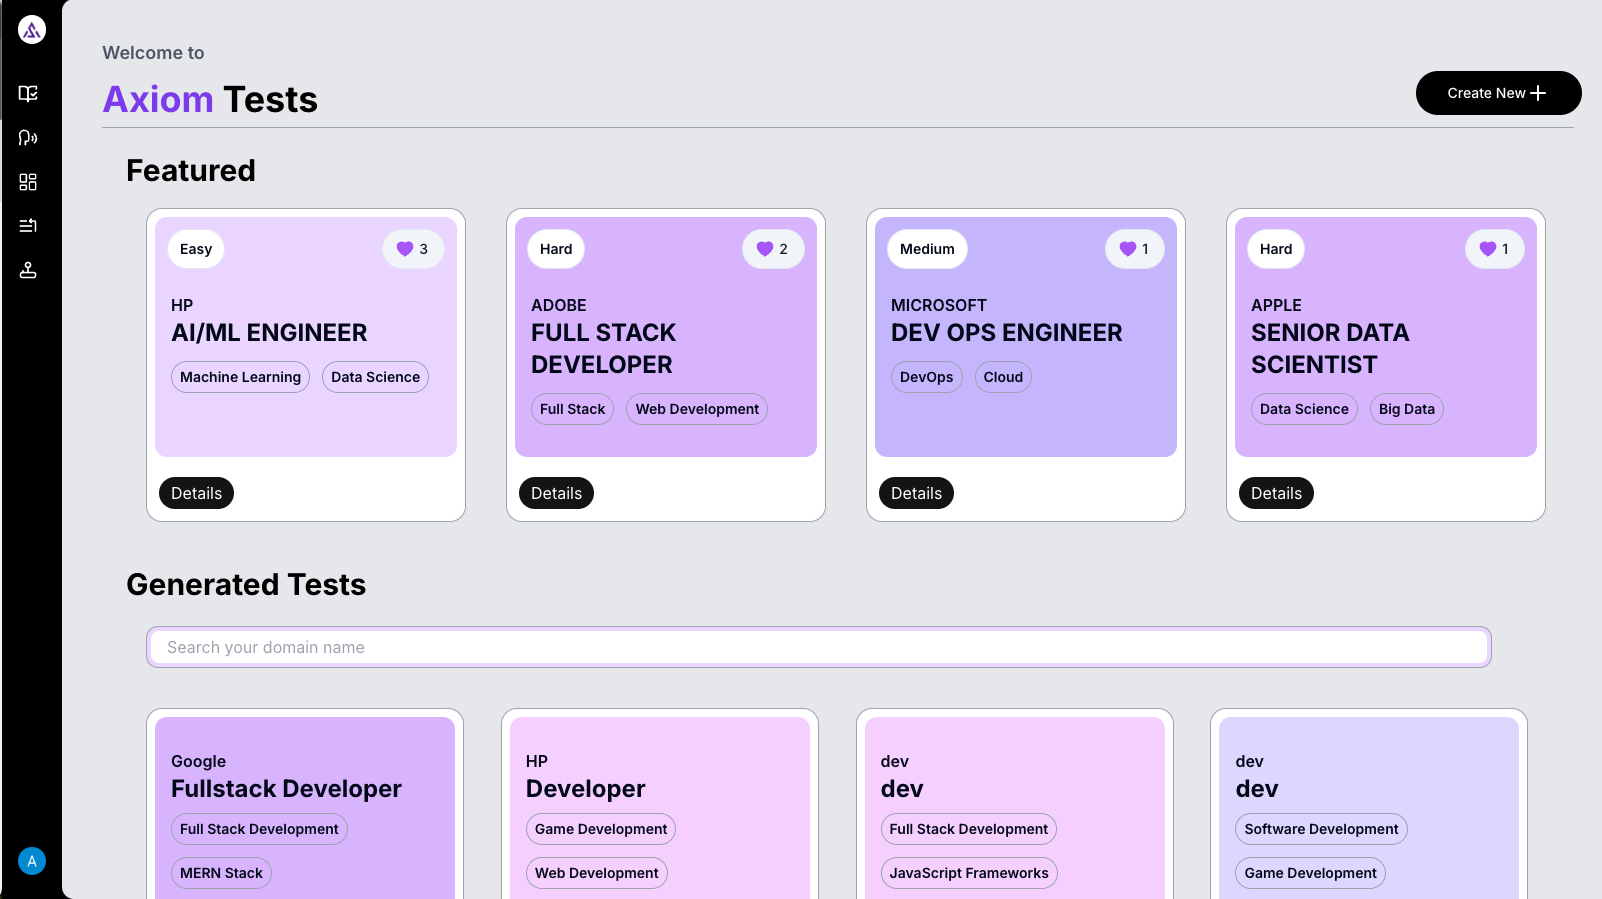 Welcome to
Axiom Tests
Create New
Featured
Easy
3
HP
AI/ML ENGINEER
Machine Learning
Data Science
Details
Hard
2
ADOBE
FULL STACK
DEVELOPER
Full Stack
Web Development
Details
Medium
1
MICROSOFT
DEV OPS ENGINEER
DevOps
Cloud
Details
Hard
1
APPLE
SENIOR DATA
SCIENTIST
Data Science
Big Data
Details
Generated Tests
Search your domain name
Google
Fullstack Developer
Full Stack Development
MERN Stack
HP
Developer
Game Development
Web Development
dev
dev
Full Stack Development
JavaScript Frameworks
dev
dev
Software Development
Game Development
A